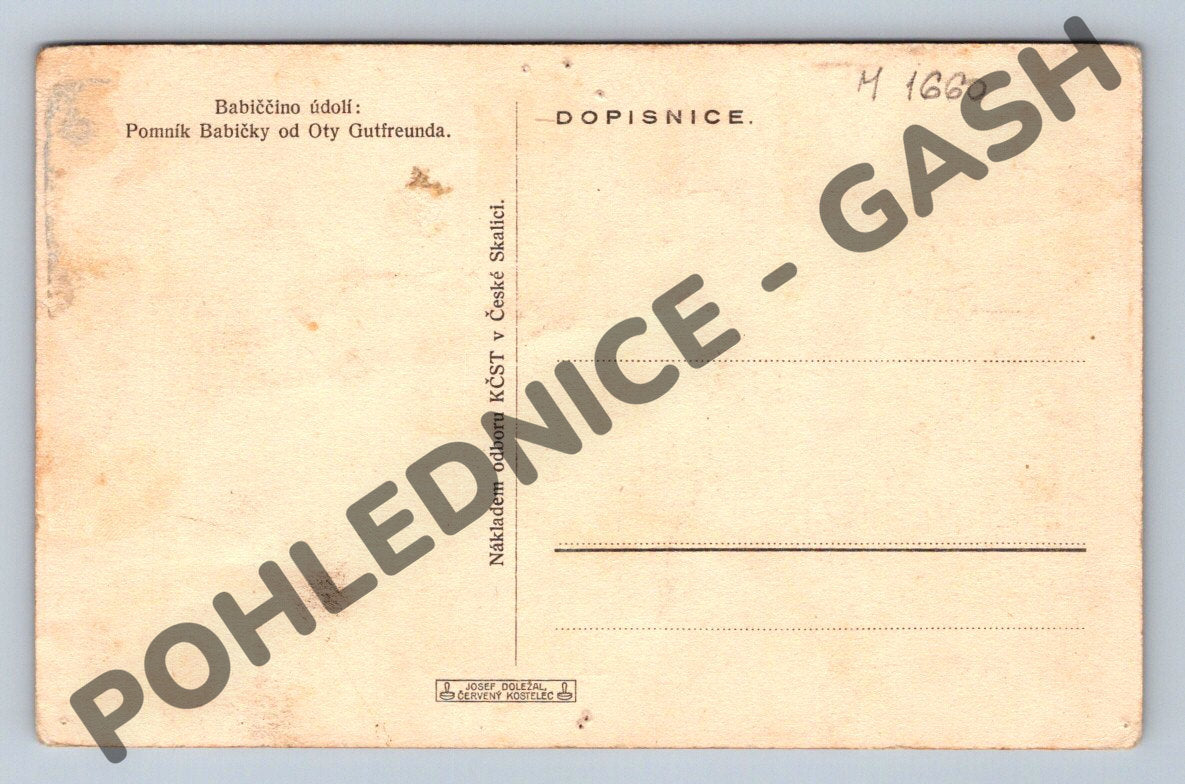 Babiččino údolí:
Pomník Babičky od Oty Gutfreunda.
Nákladem odboru KČST v České Skalici.
DOPISNICE.
M 1660
JOSEF DOLEŽAL,
ČERVENÝ KOSTELEC
POHLEDNICE - GASH